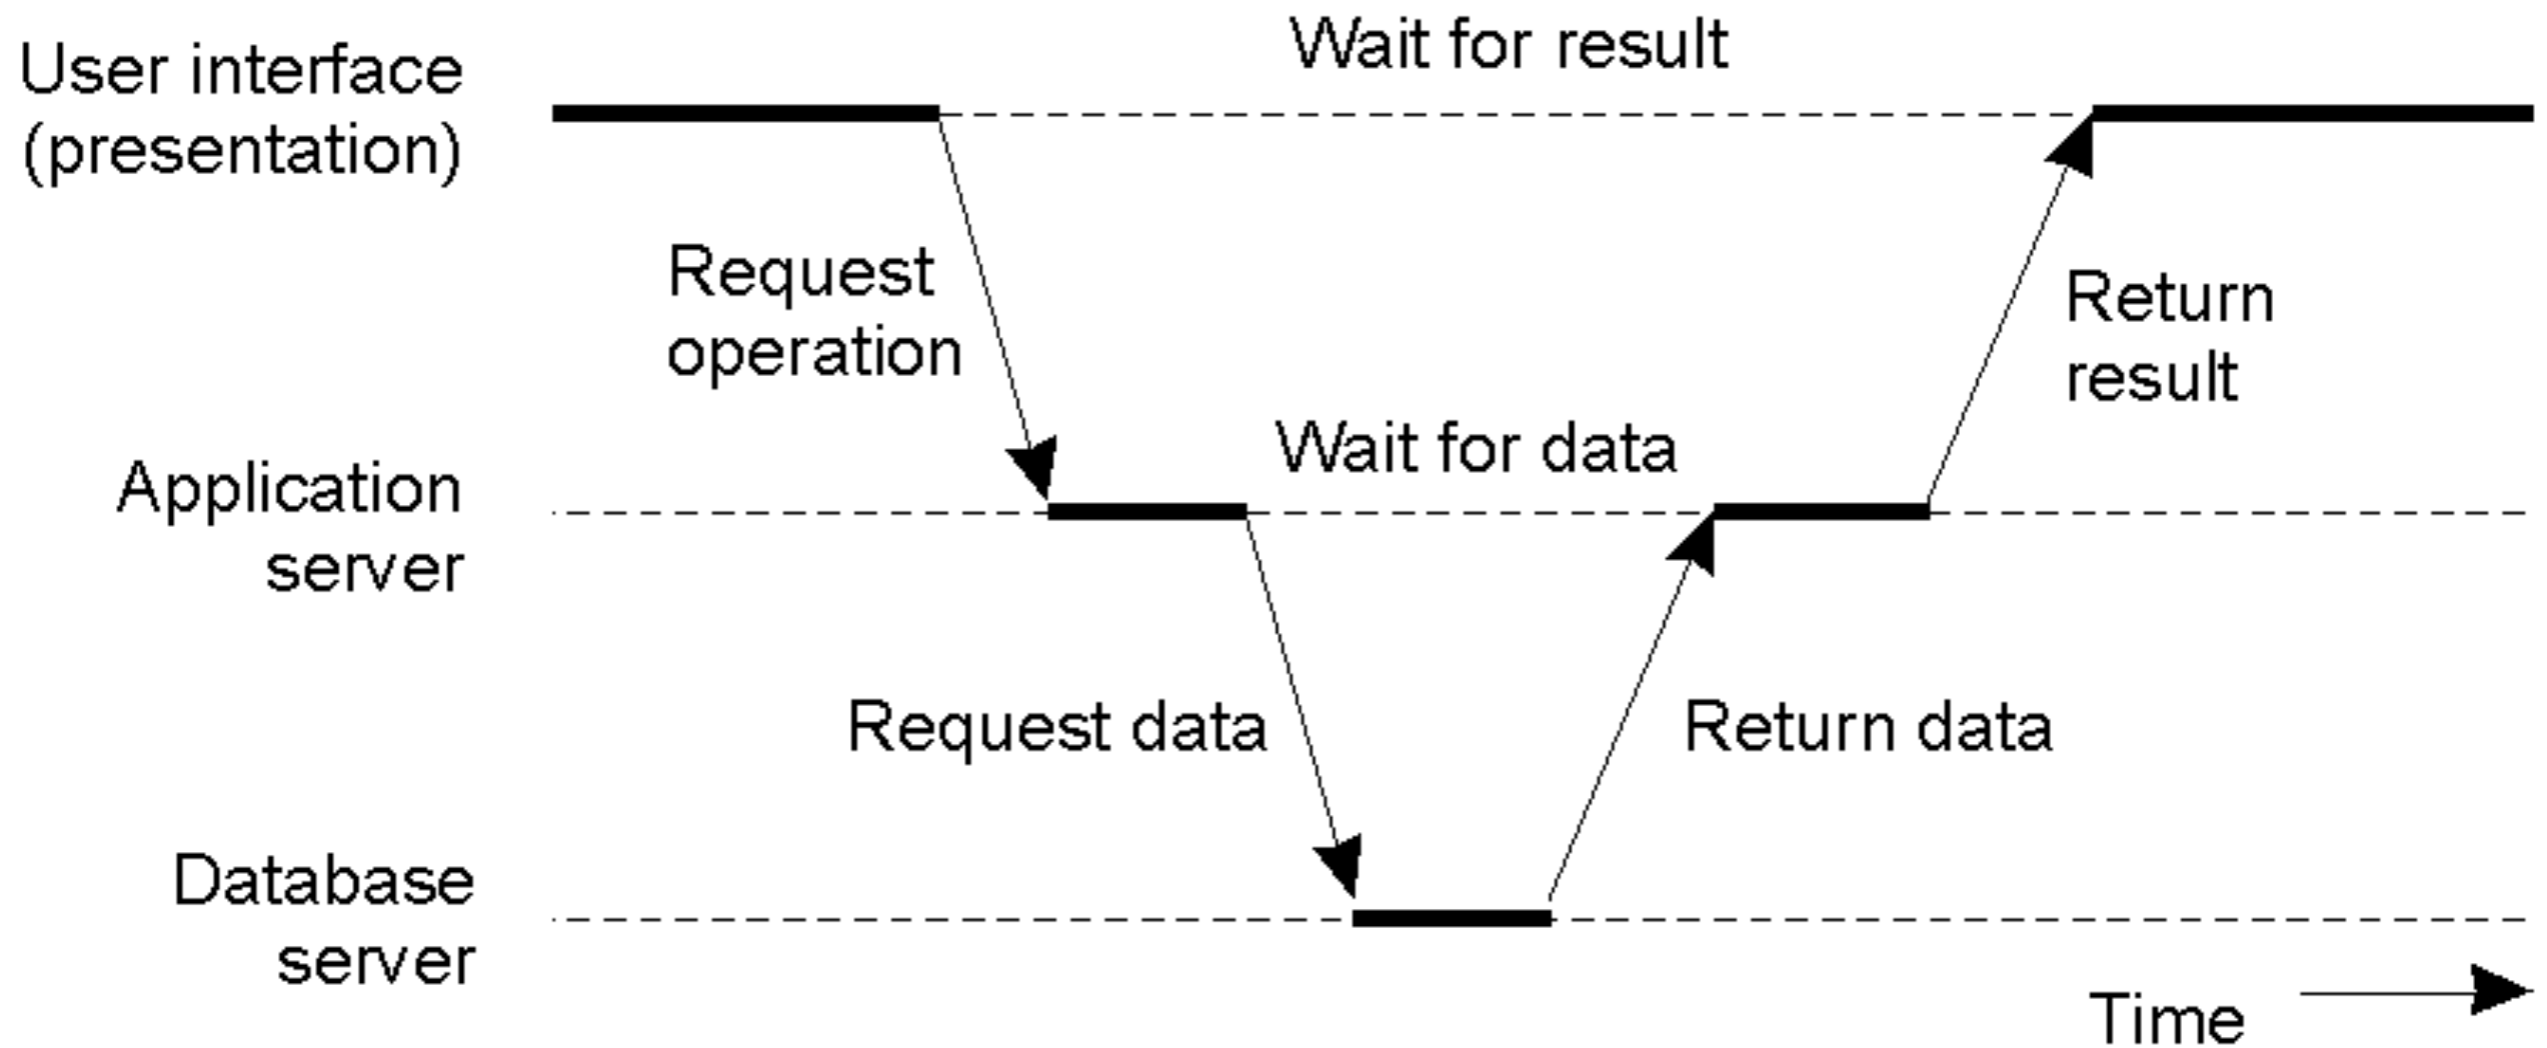 Wait for result
User interface
(presentation)
Request
operation
Return
result
Wait for data
Application
server
Request data
Return data
Database
server
Time